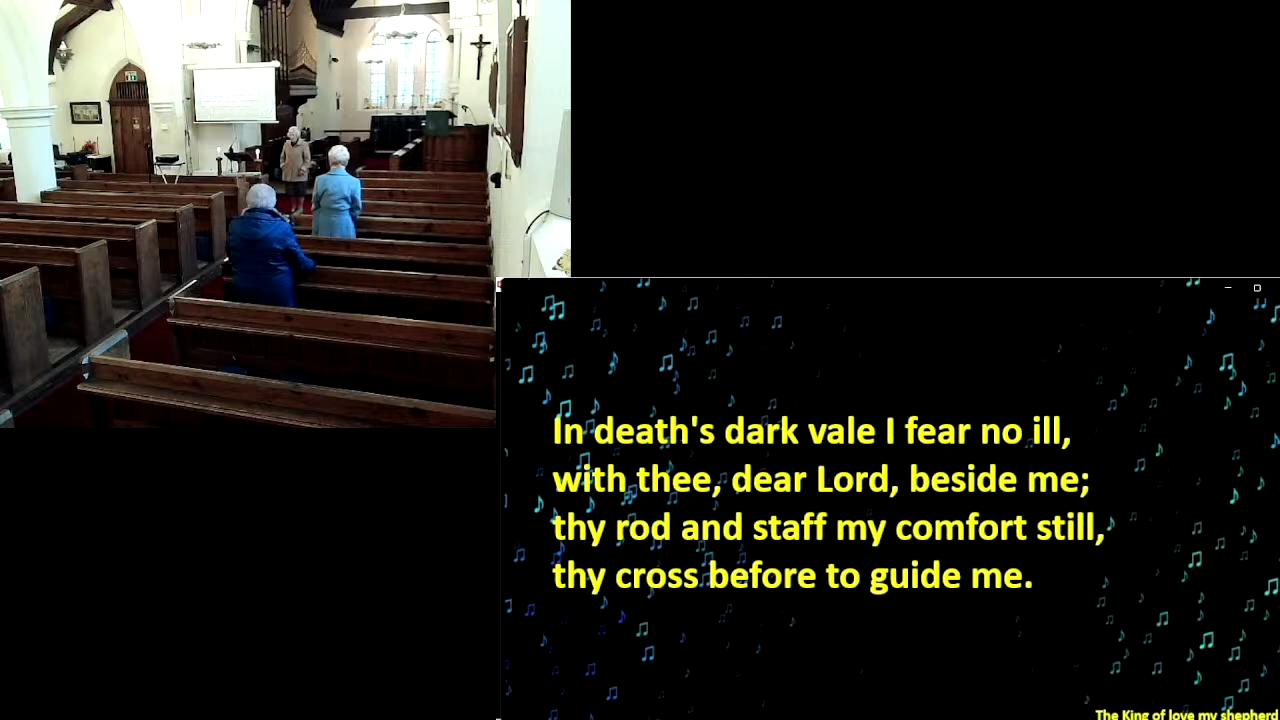 In death's dark vale I fear no ill,
with thee, dear Lord, beside me;
thy rod and staff my comfort still,
thy cross before to guide me.
The King of love my shepherd